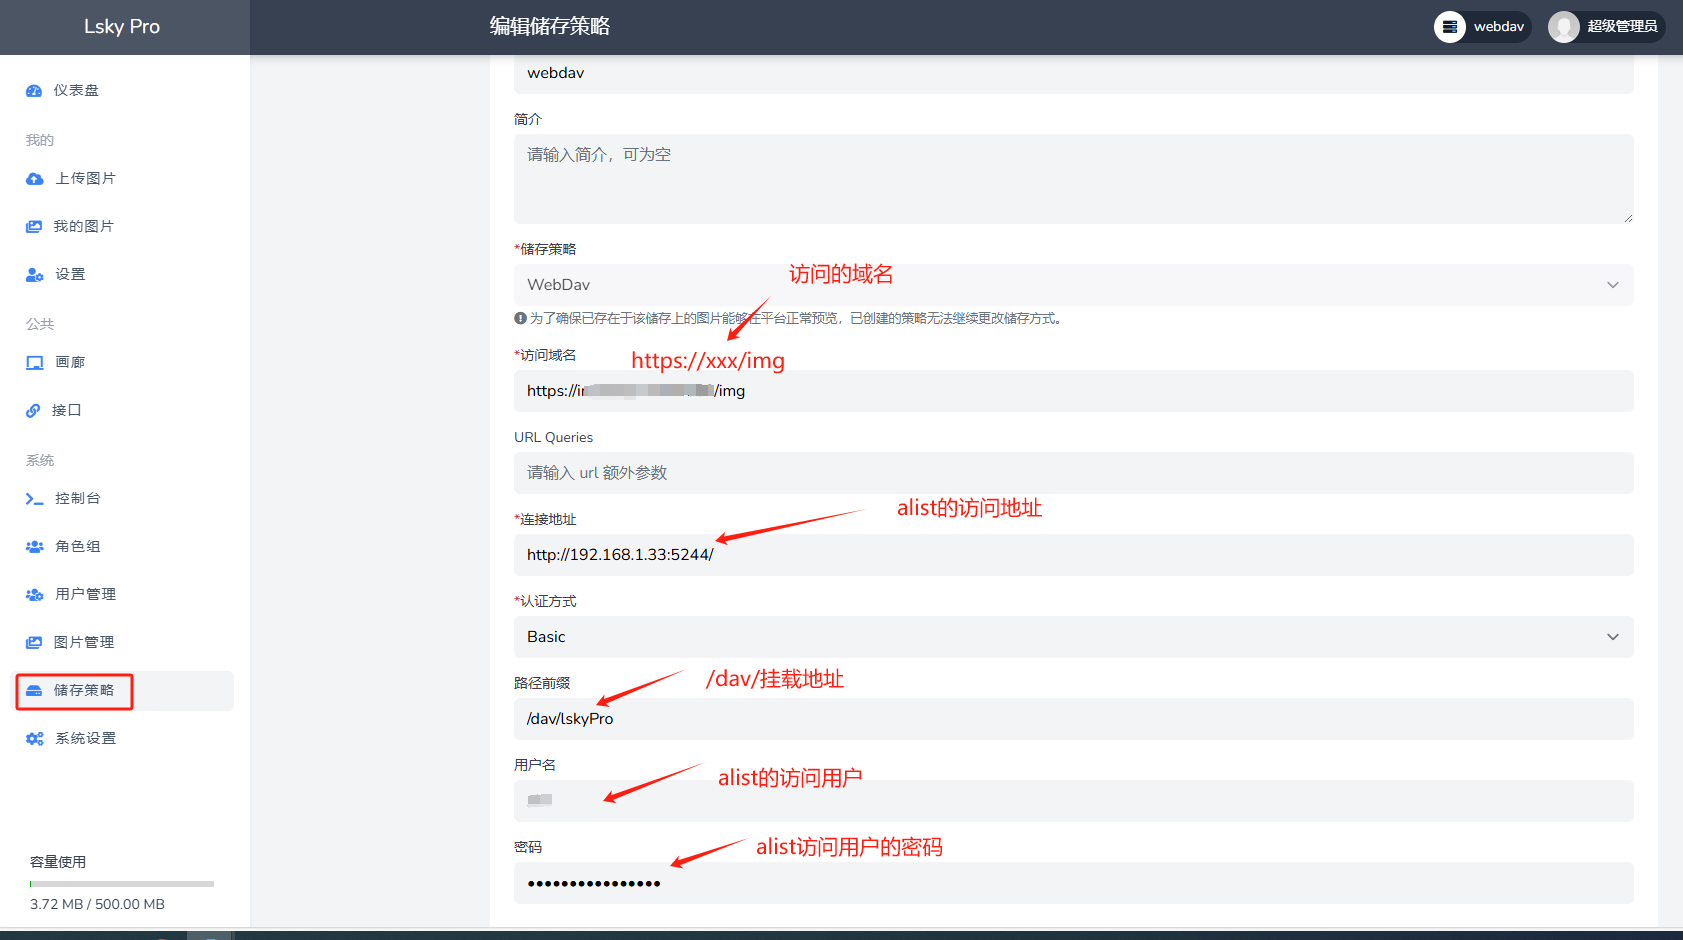 Lsky Pro
编辑储存策略
webdav
超级管理员
仪表盘
我的
上传图片
我的图片
设置
公共
画廊
接口
系统
控制台
角色组
用户管理
图片管理
储存策略
系统设置
容量使用
3.72 MB / 500.00 MB
webdav
简介
请输入简介，可为空
*储存策略
访问的域名
WebDav
为了确保已存在于该储存上的图片能够在平台正常预览，已创建的策略无法继续更改储存方式。
*访问域名
https://xxx/img
https://i /img
URL Queries
请输入 url 额外参数
alist的访问地址
*连接地址
http://192.168.1.33:5244/
*认证方式
Basic
/dav/挂载地址
路径前缀
/dav/lskyPro
用户名
alist的访问用户
密码
alist访问用户的密码
••••••••••••••••